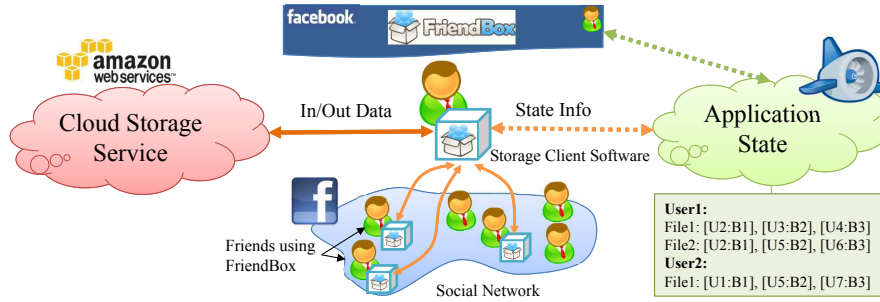 facebook.
FriendBox
amazon
web services™
In/Out Data
State Info
Cloud Storage
Service
Application
State
Storage Client Software
f
Friends using
FriendBox
Social Network
User1:
File1: [U2:B1], [U3:B2], [U4:B3]
File2: [U2:B1], [U5:B2], [U6:B3]
User2:
File1: [U1:B1], [U5:B2], [U7:B3]